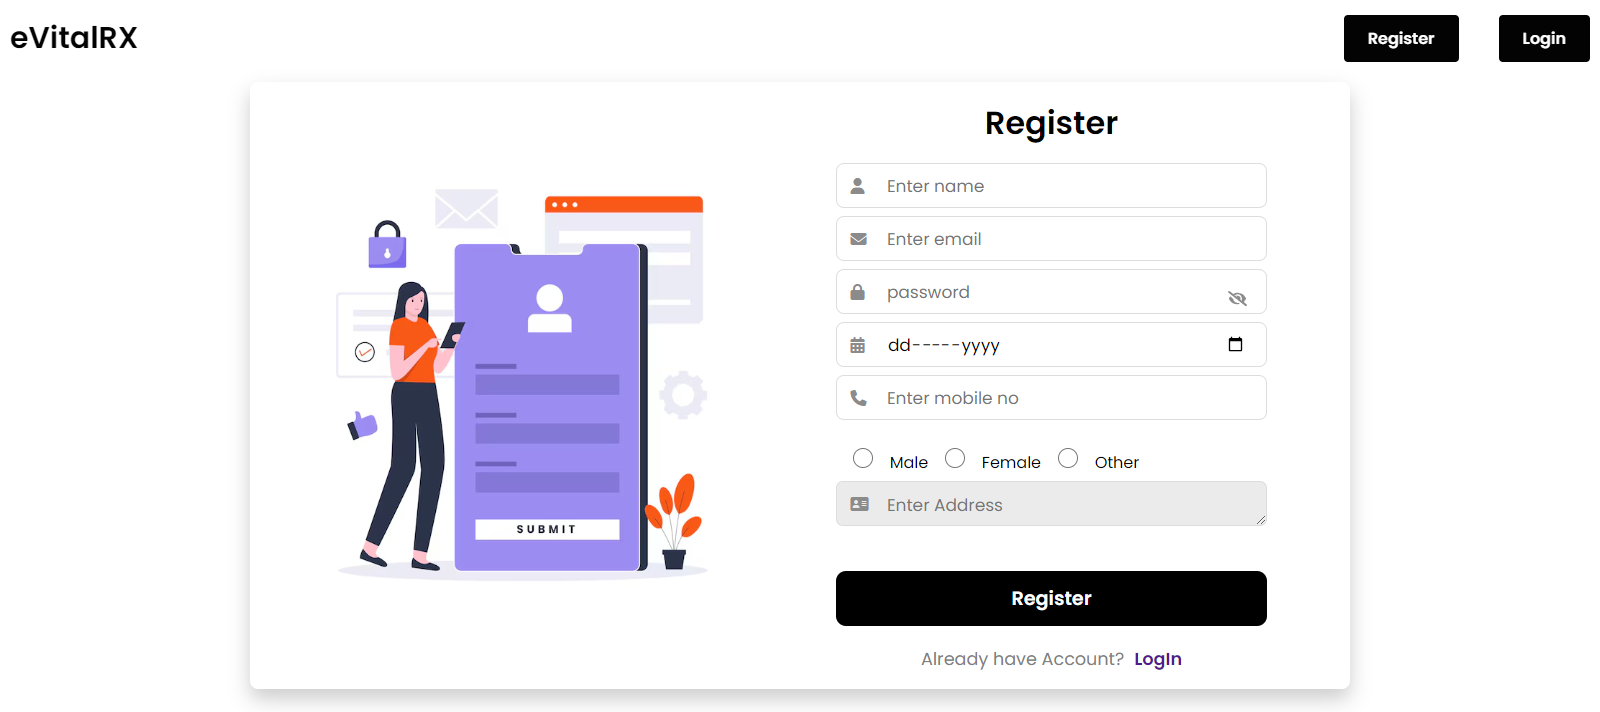 eVitalRX
Register
Login
Register
Enter name
Enter email
password
dd-----yyyy
Enter mobile no
Male Female Other
Enter Address
SUBMIT
Register
Already have Account? LogIn